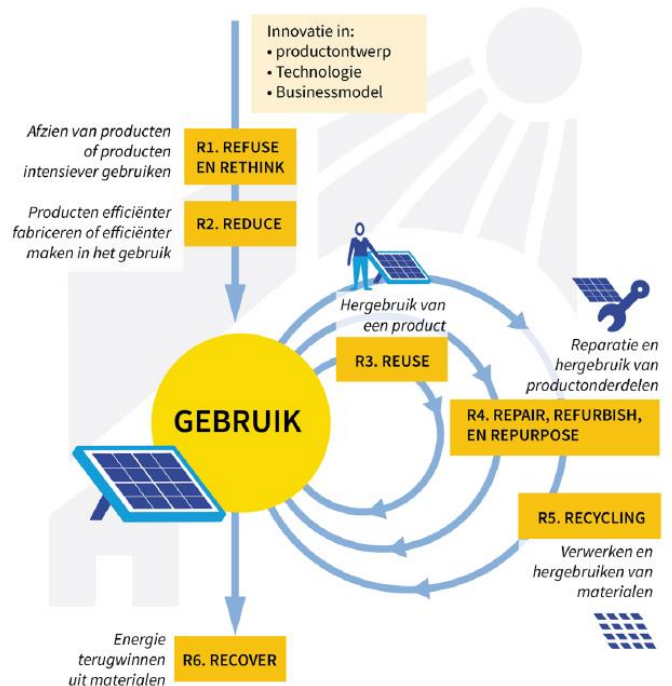 Innovatie in:
• productontwerp
• Technologie
• Businessmodel
Afzien van producten
of producten
intensiever gebruiken
R1. REFUSE
EN RETHINK
Producten efficiënter
fabriceren of efficiënter
maken in het gebruik
R2. REDUCE
Hergebruik van
een product
R3. REUSE
Reparatie en
hergebruik van
productonderdelen
R4. REPAIR, REFURBISH,
EN REPURPOSE
GEBRUIK
R5. RECYCLING
Verwerken en
hergebruiken van
materialen
Energie
terugwinnen
uit materialen
R6. RECOVER